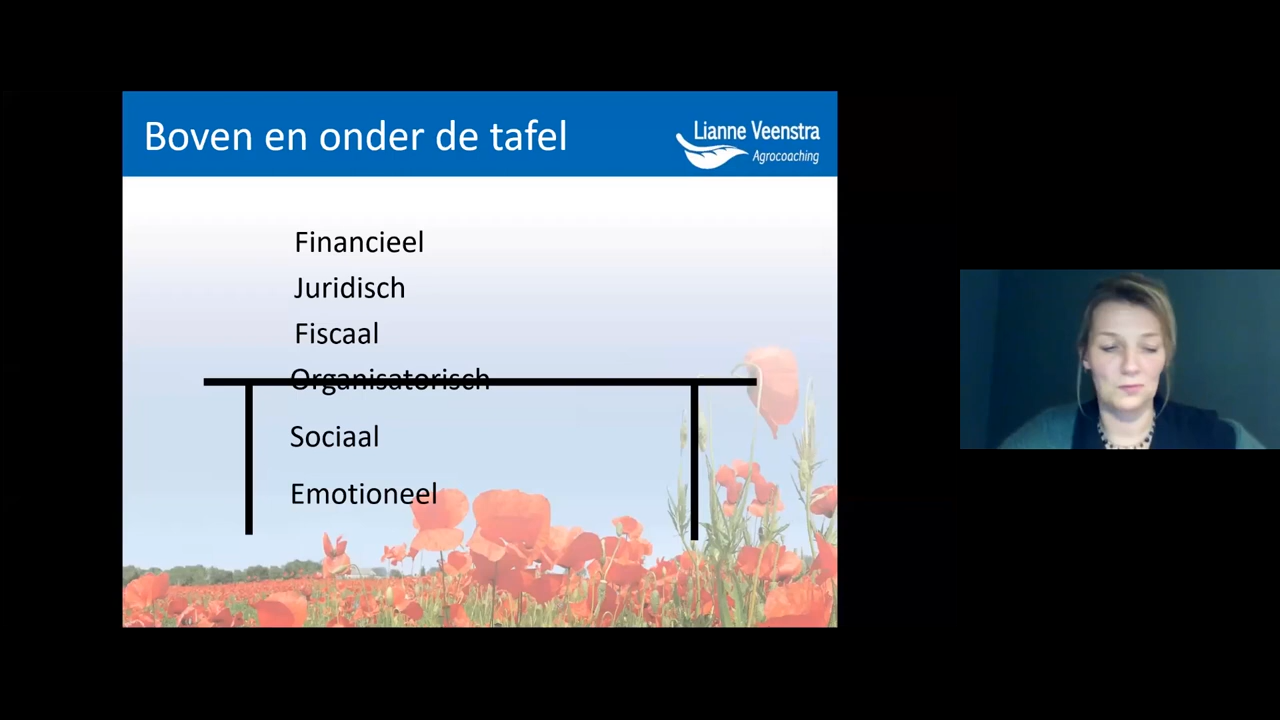 Boven en onder de tafel
Lianne Veenstra
Agrocoaching
Financieel
Juridisch
Fiscaal
Organisatorisch
Sociaal
Emotioneel